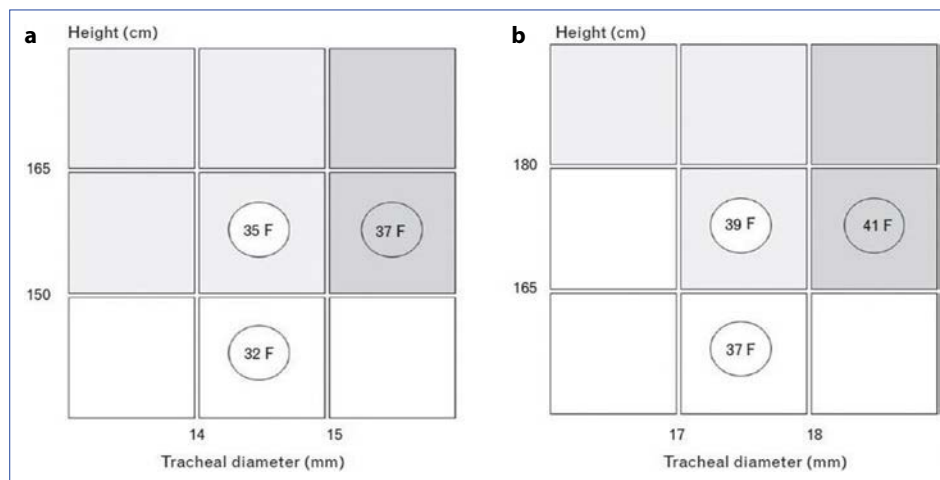 a
Height (cm)
165
35 F
37 F
150
32 F
14
15
Tracheal diameter (mm)
b
Height (cm)
180
39 F
41 F
165
37 F
17
18
Tracheal diameter (mm)